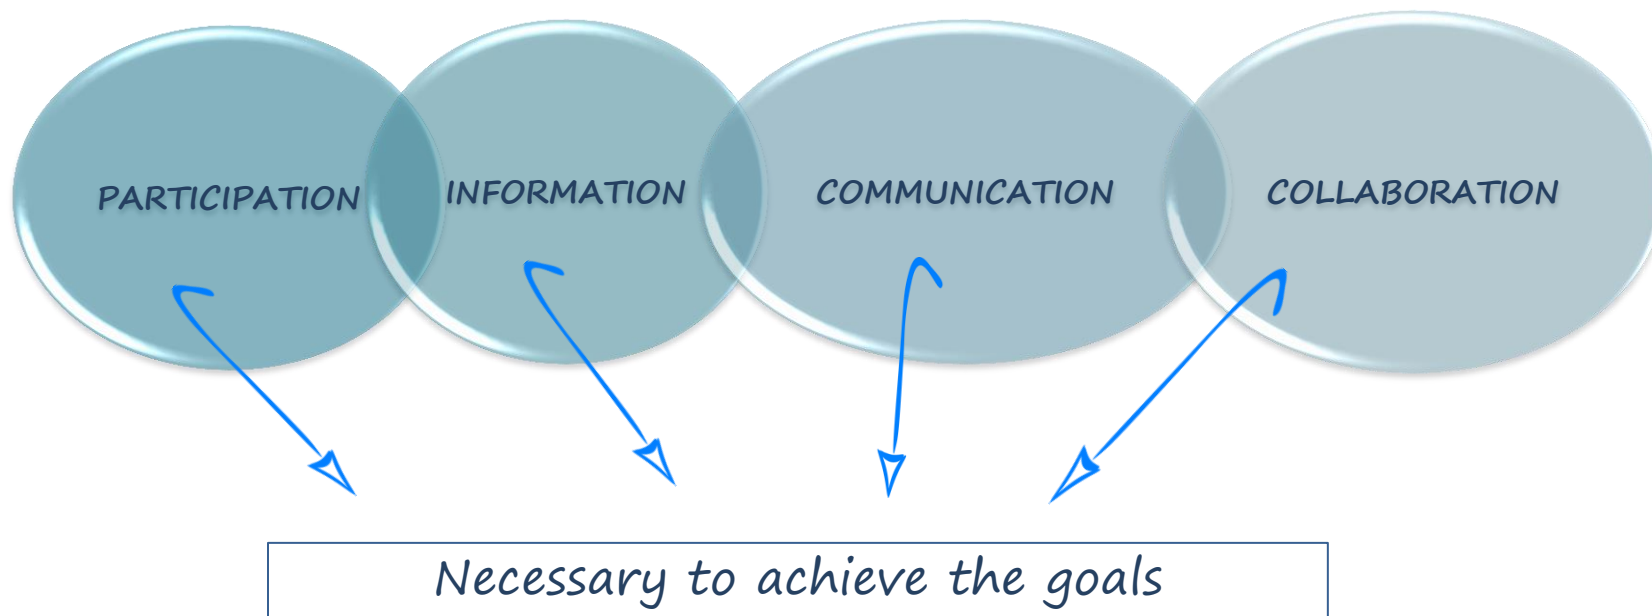 PARTICIPATION
INFORMATION
COMMUNICATION
COLLABORATION
Necessary to achieve the goals